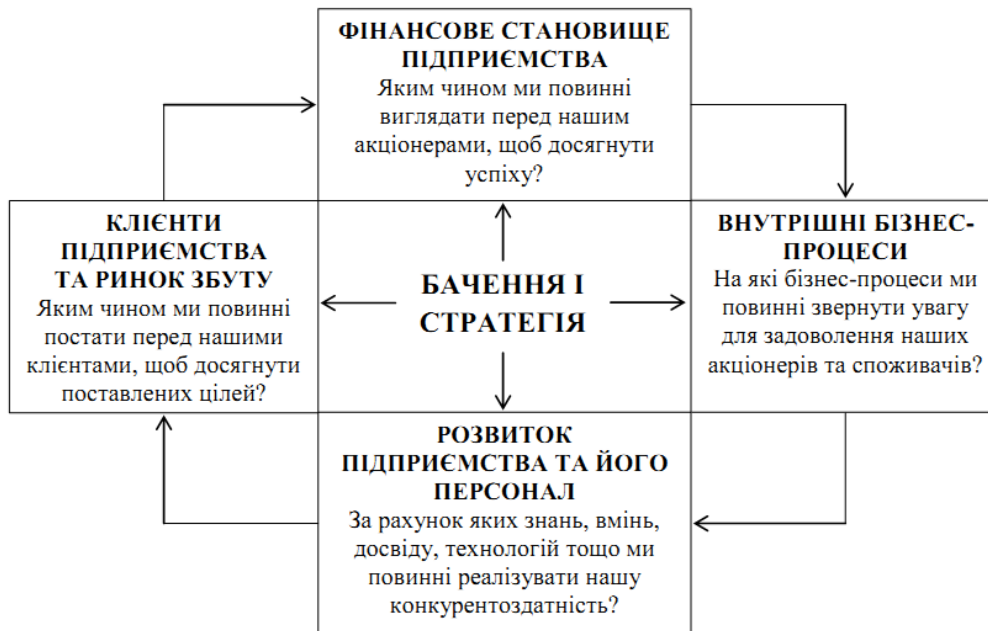 ФІНАНСОВЕ СТАНОВИЩЕ
ПІДПРИЄМСТВА
Яким чином ми повинні
виглядати перед нашим
акціонерами, щоб досягнути
успіху?
КЛІЄНТИ
ПІДПРИЄМСТВА
ТА РИНОК ЗБУТУ
Яким чином ми повинні
постати перед нашими
клієнтами, щоб досягнути
поставлених цілей?
БАЧЕННЯ І
СТРАТЕГІЯ
ВНУТРІШНІ БІЗНЕС-
ПРОЦЕСИ
На які бізнес-процеси ми
повинні звернути увагу
для задоволення наших
акціонерів та споживачів?
РОЗВИТОК
ПІДПРИЄМСТВА ТА ЙОГО
ПЕРСОНАЛ
За рахунок яких знань, вмінь,
досвіду, технологій тощо ми
повинні реалізувати нашу
конкурентоздатність?